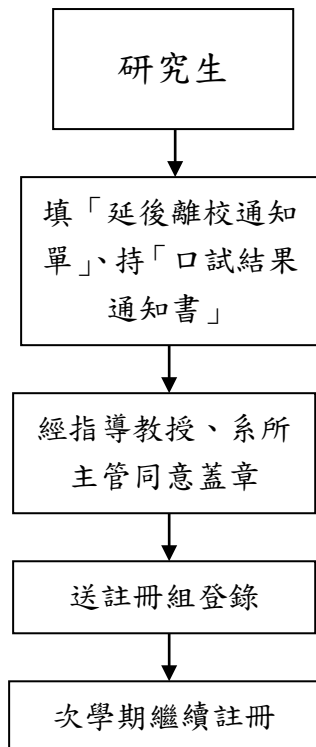 研究生
填「延後離校通知
單」、持「口試結果
通知書」
經指導教授、系所
主管同意蓋章
送註冊組登錄
次學期繼續註冊